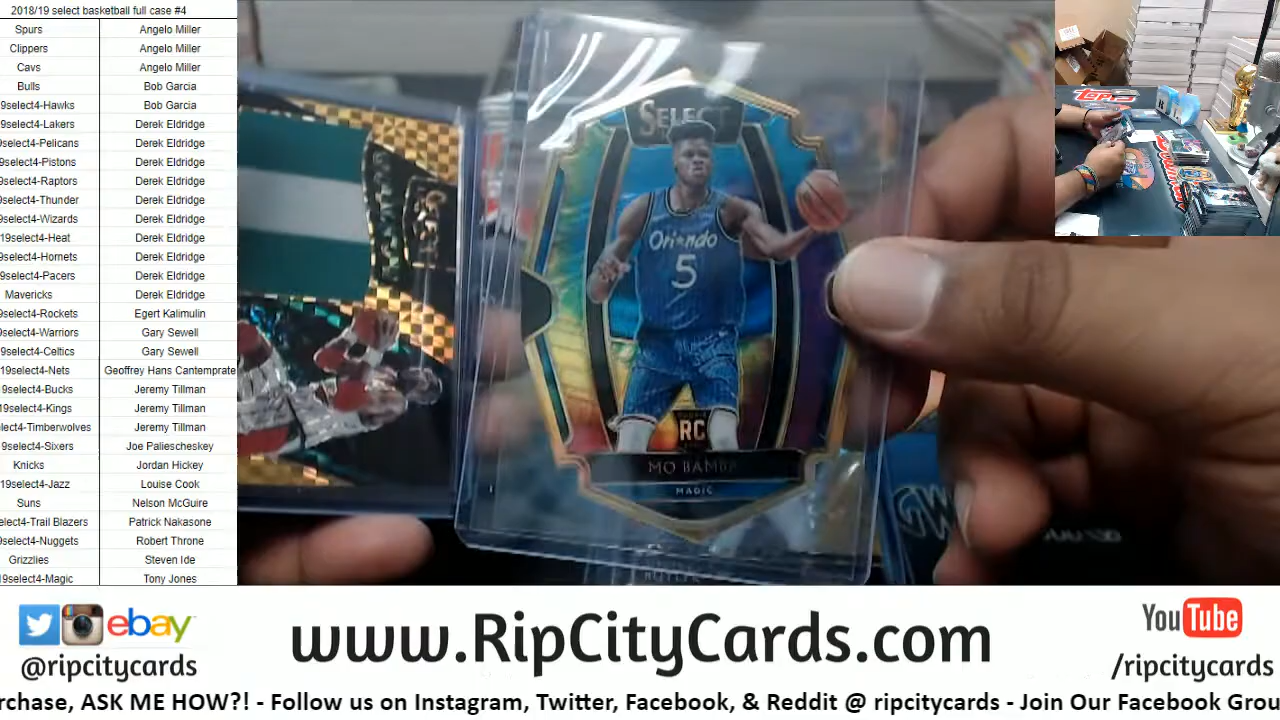 2018/19 select basketball full case #4
Spurs Angelo Miller
Clippers Angelo Miller
Cavs Angelo Miller
Bulls Bob Garcia
9select4-Hawks Bob Garcia
9select4-Lakers Derek Eldridge
9select4-Pelicans Derek Eldridge
9select4-Pistons Derek Eldridge
9select4-Raptors Derek Eldridge
9select4-Thunder Derek Eldridge
9select4-Wizards Derek Eldridge
19select4-Heat Derek Eldridge
9select4-Hornets Derek Eldridge
9select4-Pacers Derek Eldridge
Mavericks Derek Eldridge
9select4-Rockets Egert Kalimulin
9select4-Warriors Gary Sewell
9select4-Celtics Gary Sewell
19select4-Nets Geoffrey Hans Cantemprate
9select4-Bucks Jeremy Tillman
9select4-Kings Jeremy Tillman
elect4-Timberwolves Jeremy Tillman
9select4-Sixers Joe Paliescheskey
Knicks Jordan Hickey
19select4-Jazz Louise Cook
Suns Nelson McGuire
elect4-Trail Blazers Patrick Nakasone
9select4-Nuggets Robert Throne
Grizzlies Steven Ide
9select4-Magic Tony Jones
SELECT
Orlando
5
RC
MO BAMBA
MAGIC
ebay
@ripcitycards
www.RipCityCards.com
YouTube
/ripcitycards
rchase, ASK ME HOW?! - Follow us on Instagram, Twitter, Facebook, & Reddit @ ripcitycards - Join Our Facebook Grou